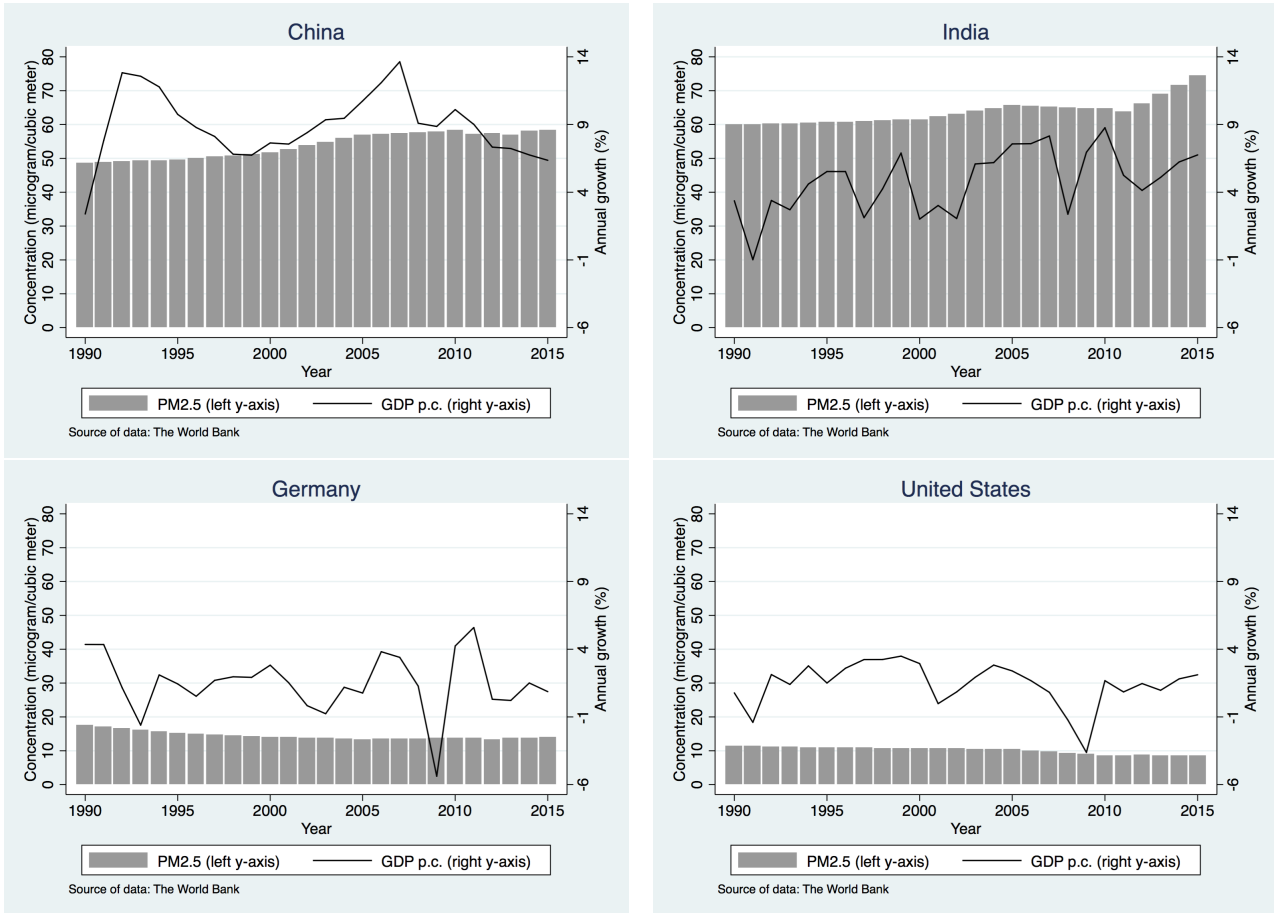 China
Concentration (microgram/cubic meter)
0 10 20 30 40 50 60 70 80
-6 -1 4 9 14
Annual growth (%)
1990 1995 2000 2005 2010 2015
Year
PM2.5 (left y-axis) GDP p.c. (right y-axis)
Source of data: The World Bank
India
Concentration (microgram/cubic meter)
0 10 20 30 40 50 60 70 80
-6 -1 4 9 14
Annual growth (%)
1990 1995 2000 2005 2010 2015
Year
PM2.5 (left y-axis) GDP p.c. (right y-axis)
Source of data: The World Bank
Germany
Concentration (microgram/cubic meter)
0 10 20 30 40 50 60 70 80
-6 -1 4 9 14
Annual growth (%)
1990 1995 2000 2005 2010 2015
Year
PM2.5 (left y-axis) GDP p.c. (right y-axis)
Source of data: The World Bank
United States
Concentration (microgram/cubic meter)
0 10 20 30 40 50 60 70 80
-6 -1 4 9 14
Annual growth (%)
1990 1995 2000 2005 2010 2015
Year
PM2.5 (left y-axis) GDP p.c. (right y-axis)
Source of data: The World Bank